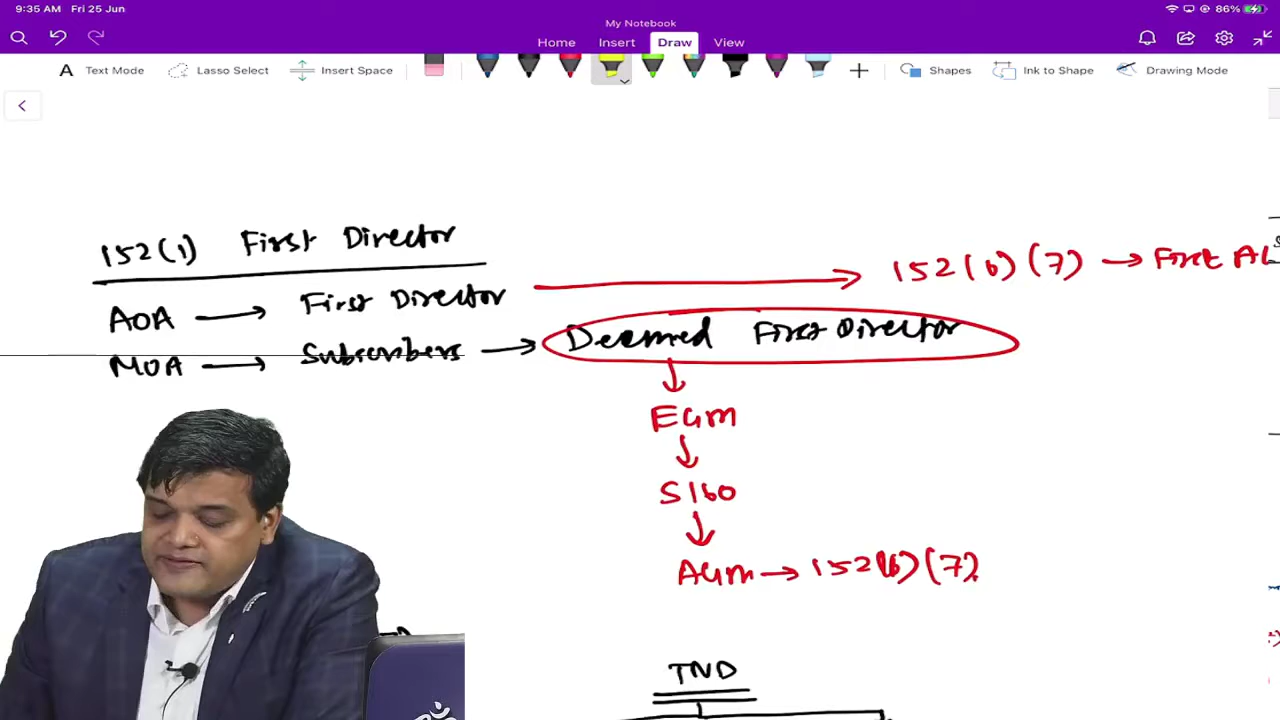 9:35 AM Fri 25 Jun
86%
My Notebook
Home Insert Draw View
Text Mode Lasso Select Insert Space Shapes Ink to Shape Drawing Mode
152(1) First Director
AOA → First Director → 152(6)(7) → First
MOA → Subscribers → Deemed First Director
↓
EGM
↓
S160
↓
AGM → 152(6)(7)
TND